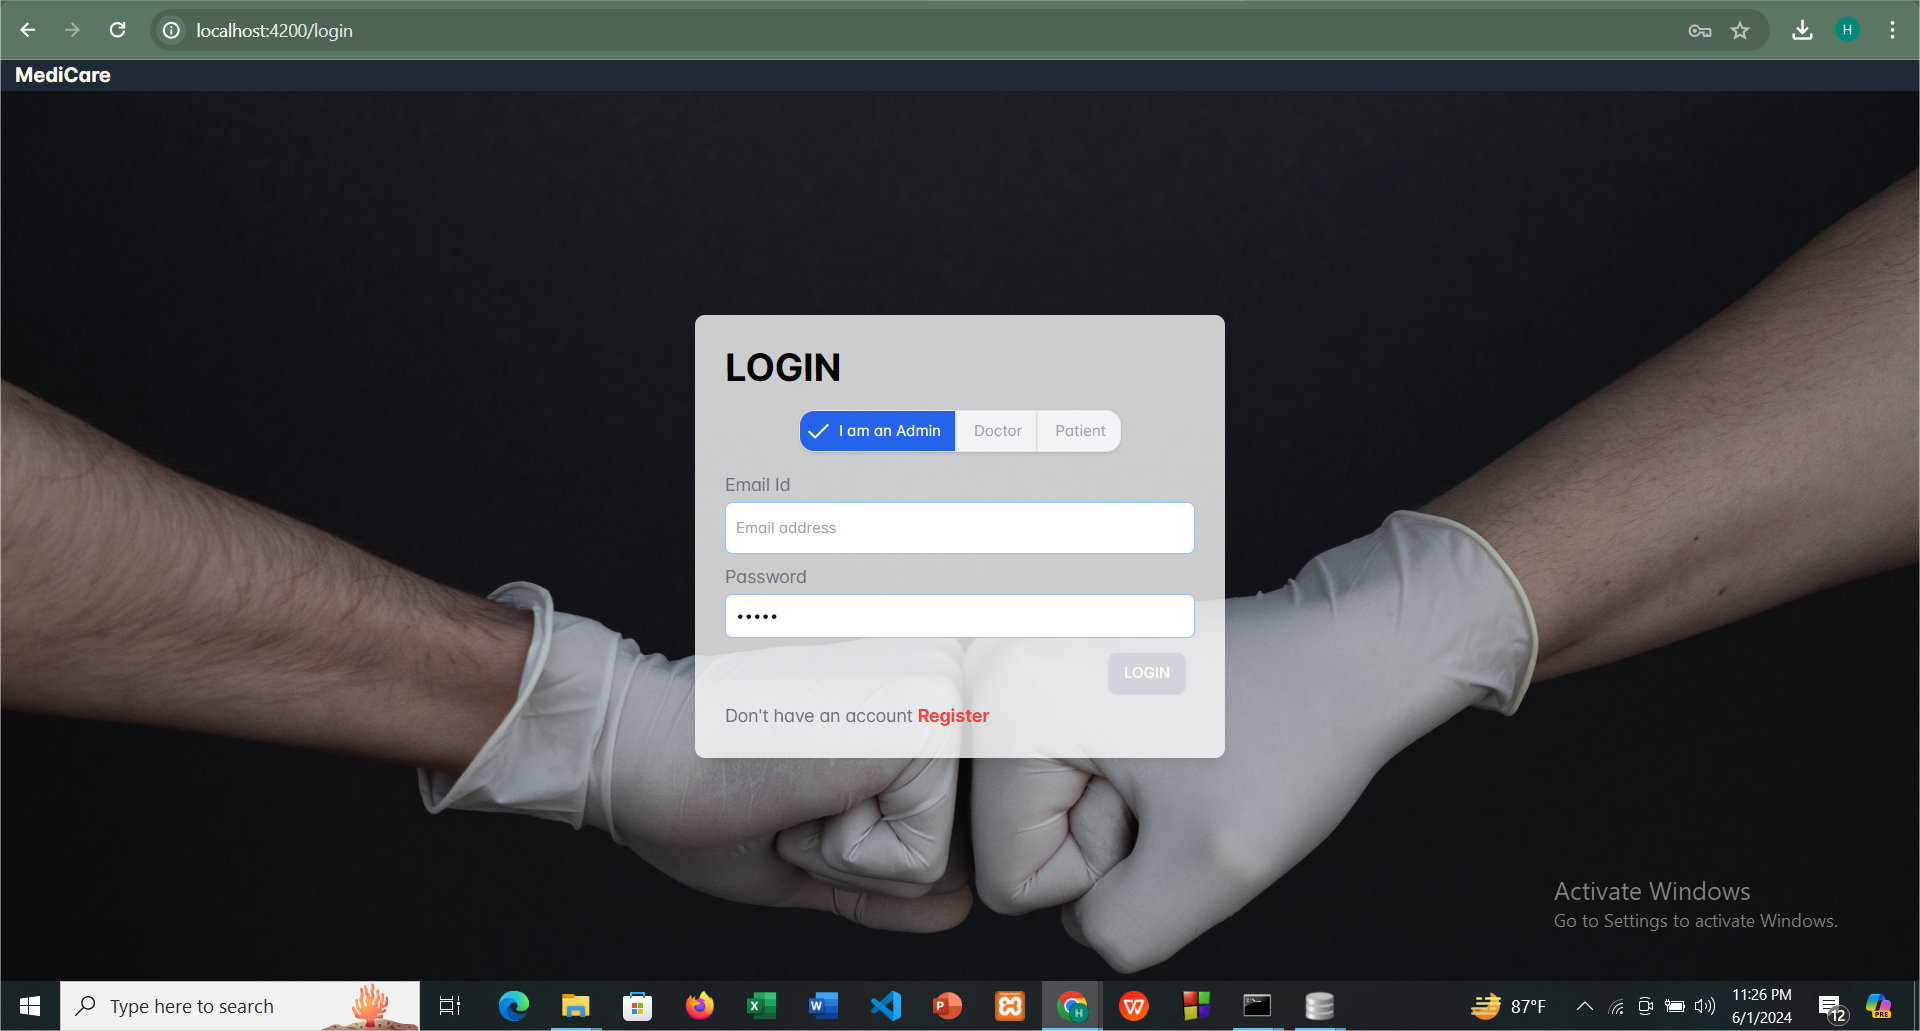 localhost:4200/login
H
MediCare
LOGIN
I am an Admin
Doctor
Patient
Email Id
Email address
Password
•••••
LOGIN
Don't have an account Register
Activate Windows
Go to Settings to activate Windows.
Type here to search
87°F
11:26 PM
6/1/2024
12
PRE